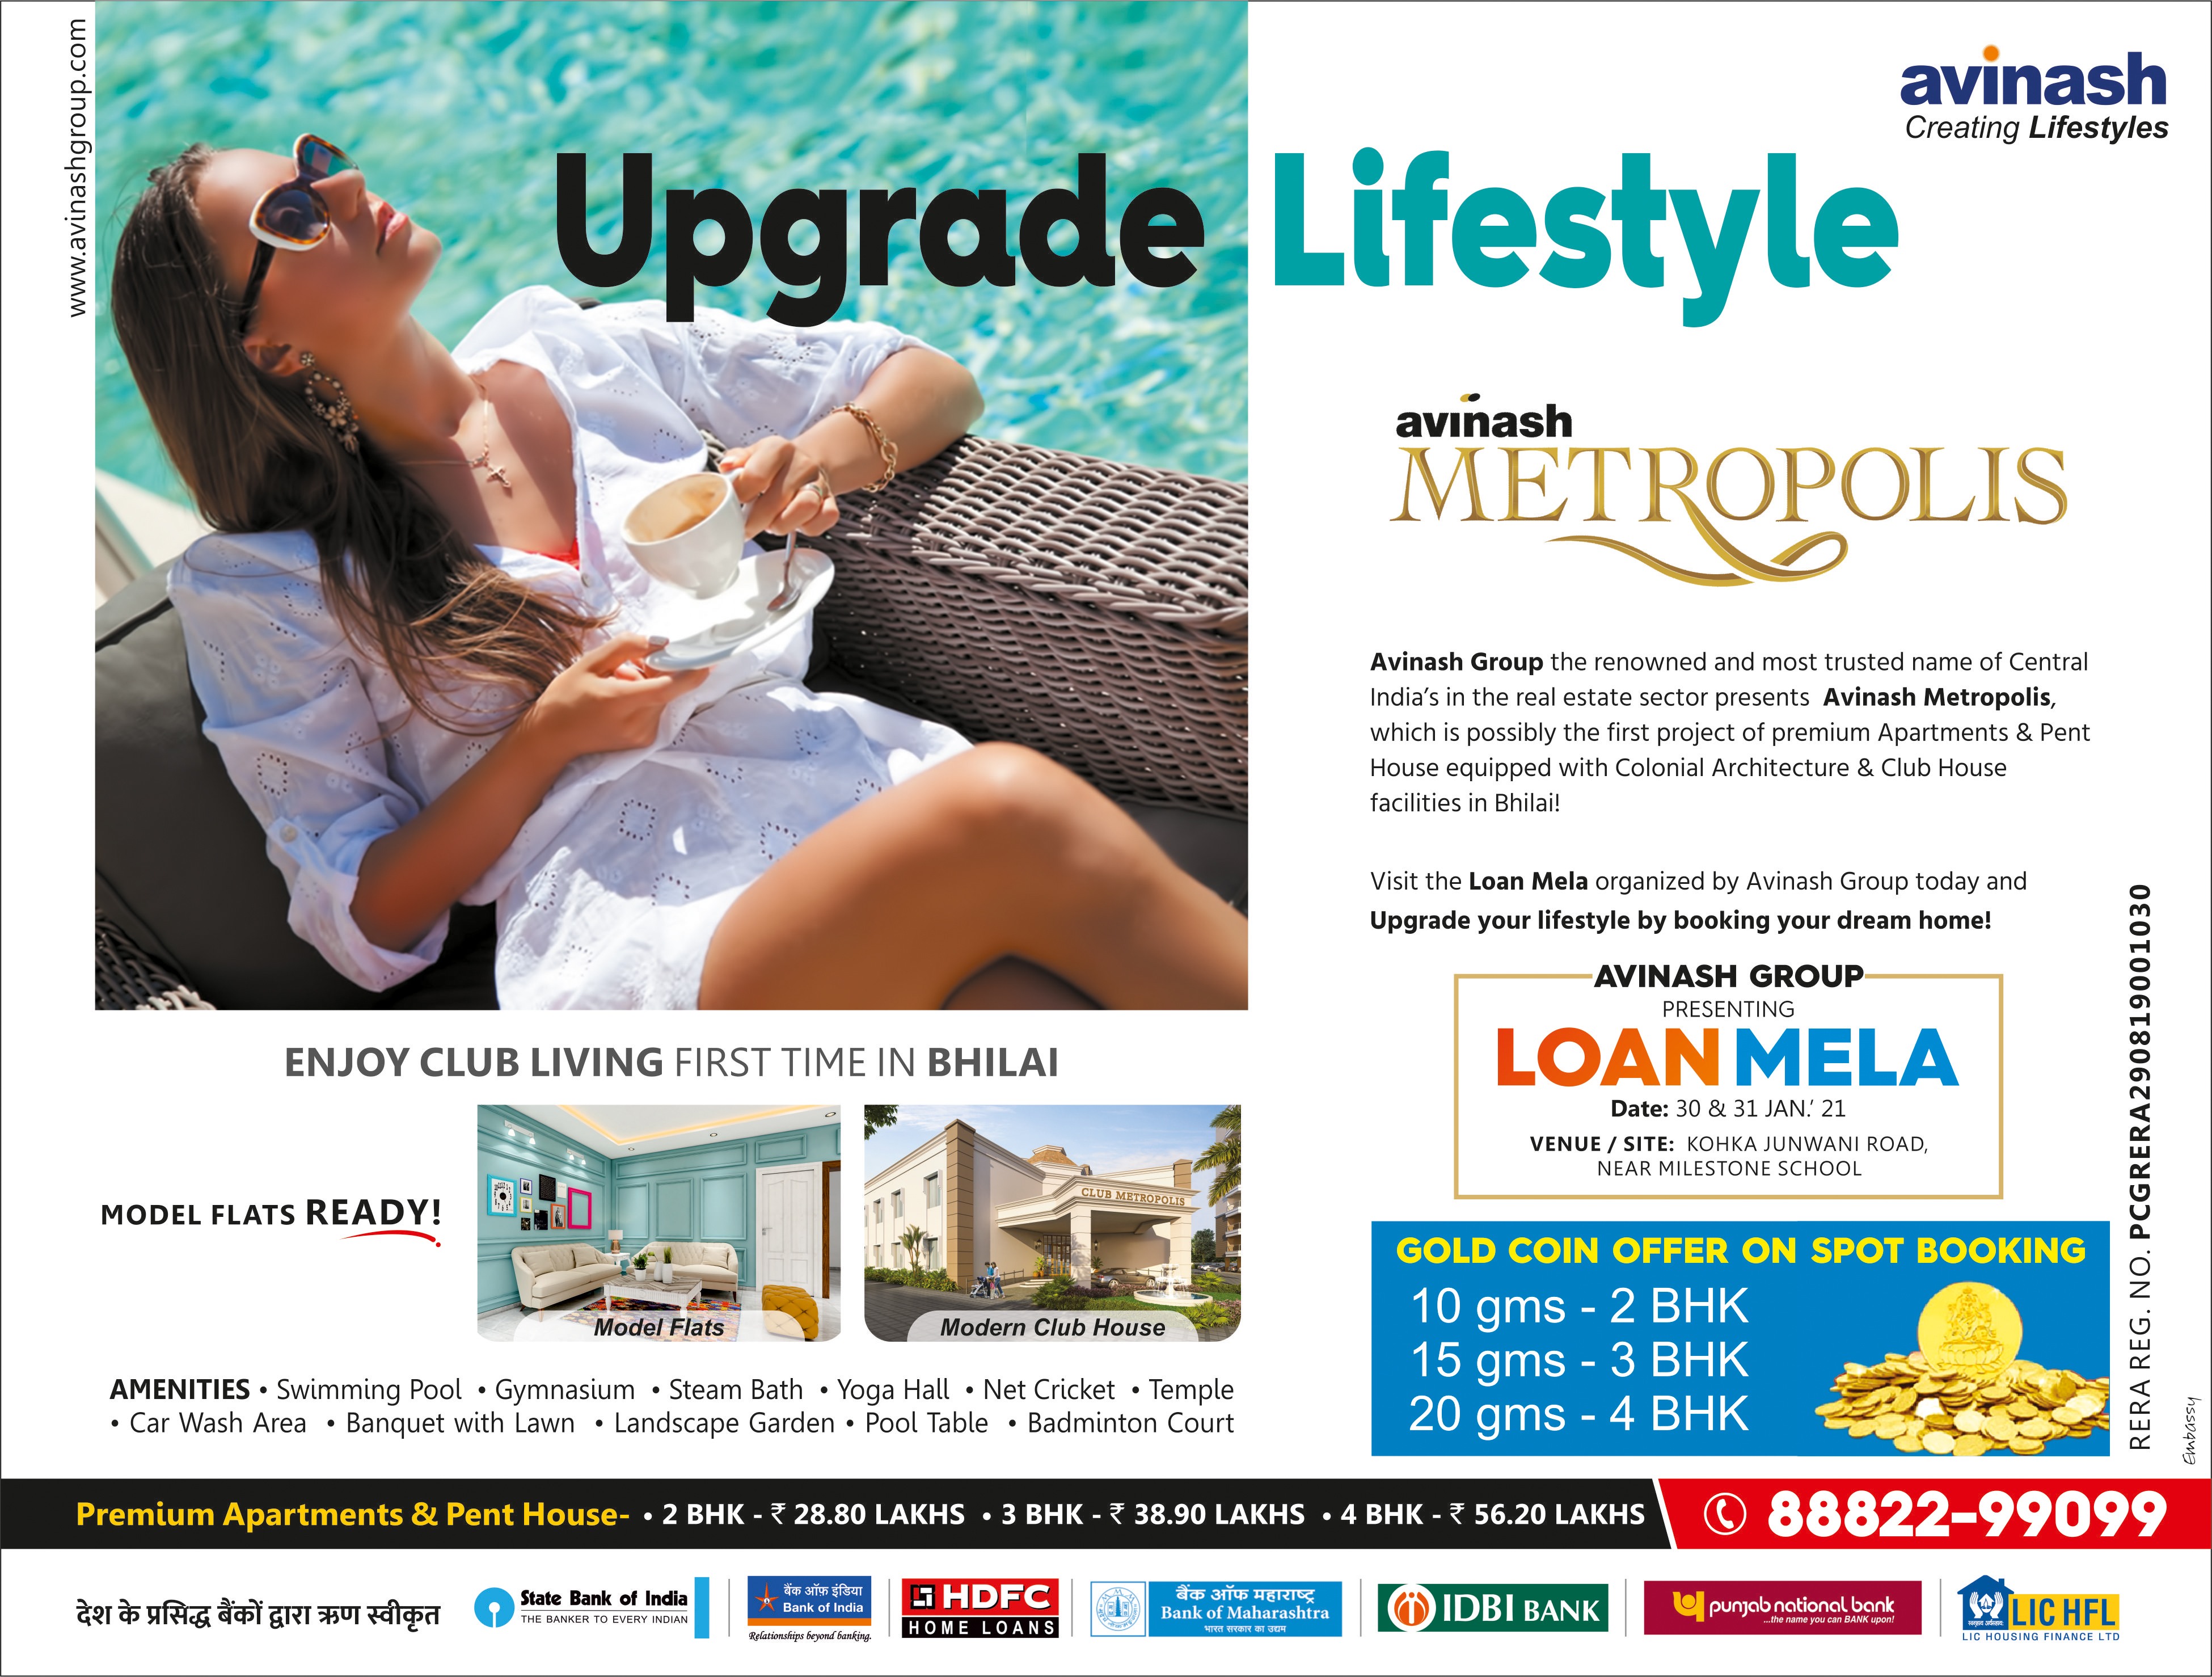 www.avinashgroup.com
avinash
Creating Lifestyles
Upgrade Lifestyle
avinash
METROPOLIS
Avinash Group the renowned and most trusted name of Central
India's in the real estate sector presents Avinash Metropolis,
which is possibly the first project of premium Apartments & Pent
House equipped with Colonial Architecture & Club House
facilities in Bhilai!
Visit the Loan Mela organized by Avinash Group today and
Upgrade your lifestyle by booking your dream home!
AVINASH GROUP
PRESENTING
LOAN MELA
Date: 30 & 31 JAN.' 21
VENUE / SITE: KOHKA JUNWANI ROAD,
NEAR MILESTONE SCHOOL
GOLD COIN OFFER ON SPOT BOOKING
10 gms - 2 BHK
15 gms - 3 BHK
20 gms - 4 BHK
RERA REG. NO. PCGRERA290819001030
Embassy
ENJOY CLUB LIVING FIRST TIME IN BHILAI
MODEL FLATS READY!
Model Flats
CLUB METROPOLIS
Modern Club House
AMENITIES • Swimming Pool • Gymnasium • Steam Bath • Yoga Hall • Net Cricket • Temple
• Car Wash Area • Banquet with Lawn • Landscape Garden • Pool Table • Badminton Court
Premium Apartments & Pent House- • 2 BHK - ₹ 28.80 LAKHS • 3 BHK - ₹ 38.90 LAKHS • 4 BHK - ₹ 56.20 LAKHS
88822-99099
देश के प्रसिद्ध बैंकों द्वारा ऋण स्वीकृत
State Bank of India
THE BANKER TO EVERY INDIAN
बैंक ऑफ़ इंडिया
Bank of India
Relationships beyond banking.
HDFC
HOME LOANS
बैंक ऑफ महाराष्ट्र
Bank of Maharashtra
भारत सरकार का उद्यम
IDBI BANK
punjab national bank
...the name you can BANK upon!
LIC HFL
LIC HOUSING FINANCE LTD